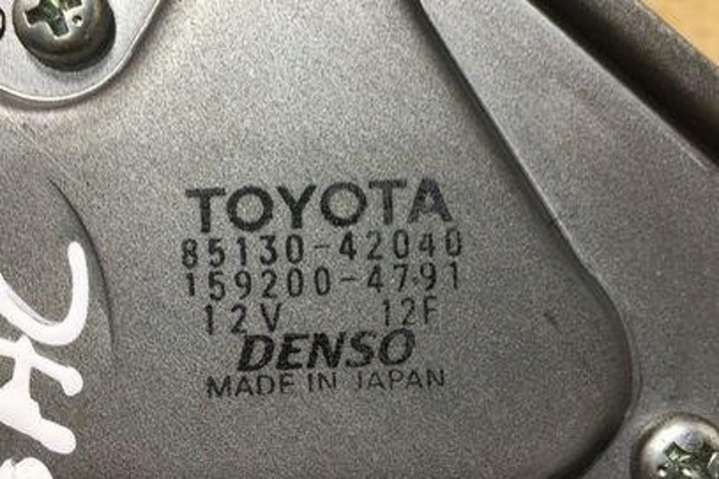 TOYOTA
85130-42040
159200-4791
12V 12F
DENSO
MADE IN JAPAN